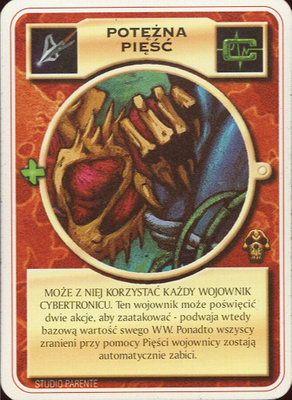 POTĘŻNA
PIĘŚĆ
MOŻE Z NIEJ KORZYSTAĆ KAŻDY WOJOWNIK
CYBERTRONICU. Ten wojownik może poświęcić
dwie akcje, aby zaatakować - podwaja wtedy
bazową wartość swego WW. Ponadto wszyscy
zranieni przy pomocy Pięści wojownicy zostają
automatycznie zabici.
STUDIO PARENTE